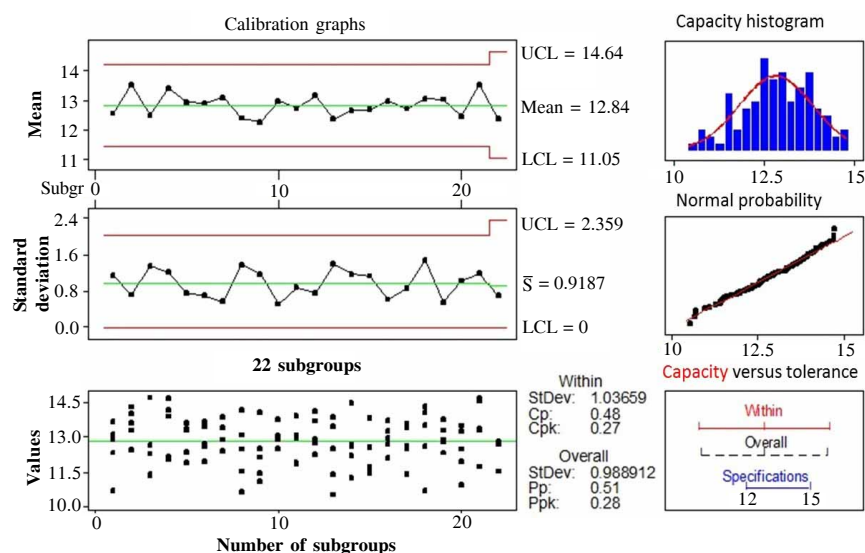 Calibration graphs
Mean
14
13
12
11
UCL = 14.64
Mean = 12.84
LCL = 11.05
Subgr 0
10
20
Capacity histogram
10
12.5
15
Standard deviation
2.4
1.6
0.8
0.0
UCL = 2.359
S̅ = 0.9187
LCL = 0
Normal probability
10
12.5
15
22 subgroups
Values
14.5
13.0
11.5
10.0
0
10
20
Number of subgroups
Within
StDev: 1.03659
Cp: 0.48
Cpk: 0.27
Overall
StDev: 0.988912
Pp: 0.51
Ppk: 0.28
Capacity versus tolerance
Within
Overall
Specifications
12 15